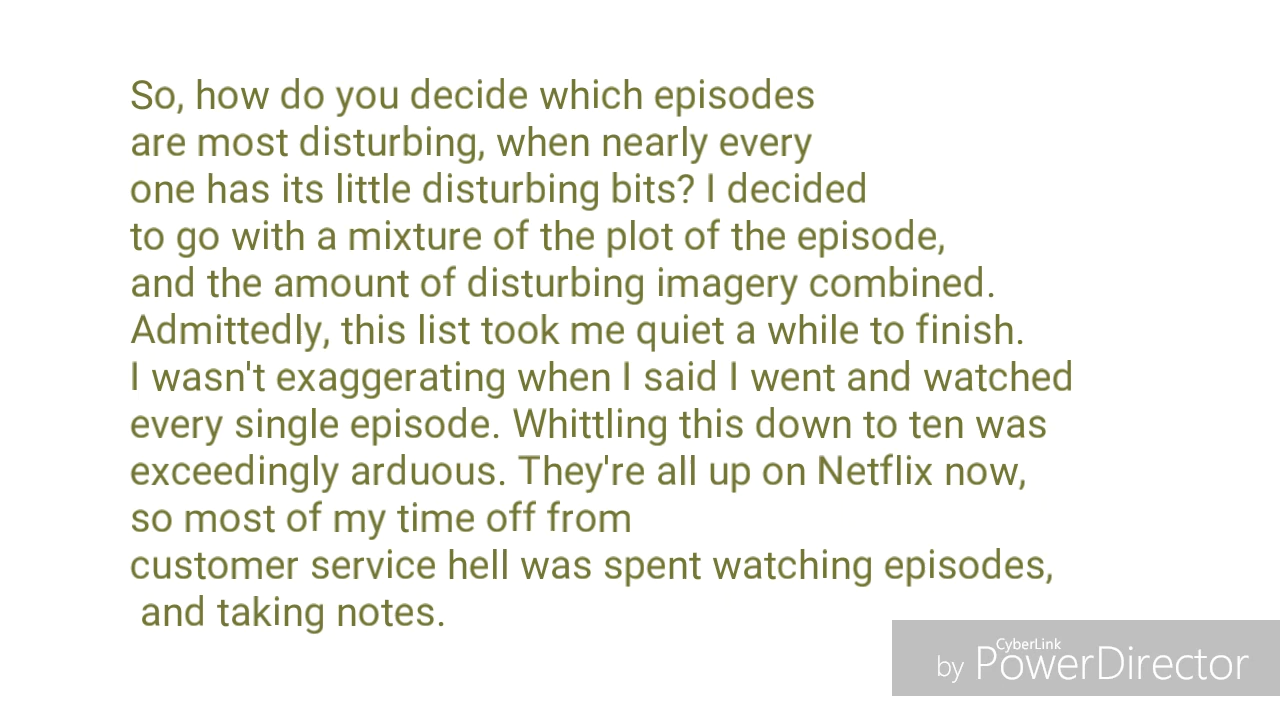 So, how do you decide which episodes
are most disturbing, when nearly every
one has its little disturbing bits? I decided
to go with a mixture of the plot of the episode,
and the amount of disturbing imagery combined.
Admittedly, this list took me quiet a while to finish.
I wasn't exaggerating when I said I went and watched
every single episode. Whittling this down to ten was
exceedingly arduous. They're all up on Netflix now,
so most of my time off from
customer service hell was spent watching episodes,
and taking notes.
CyberLink
by PowerDirector